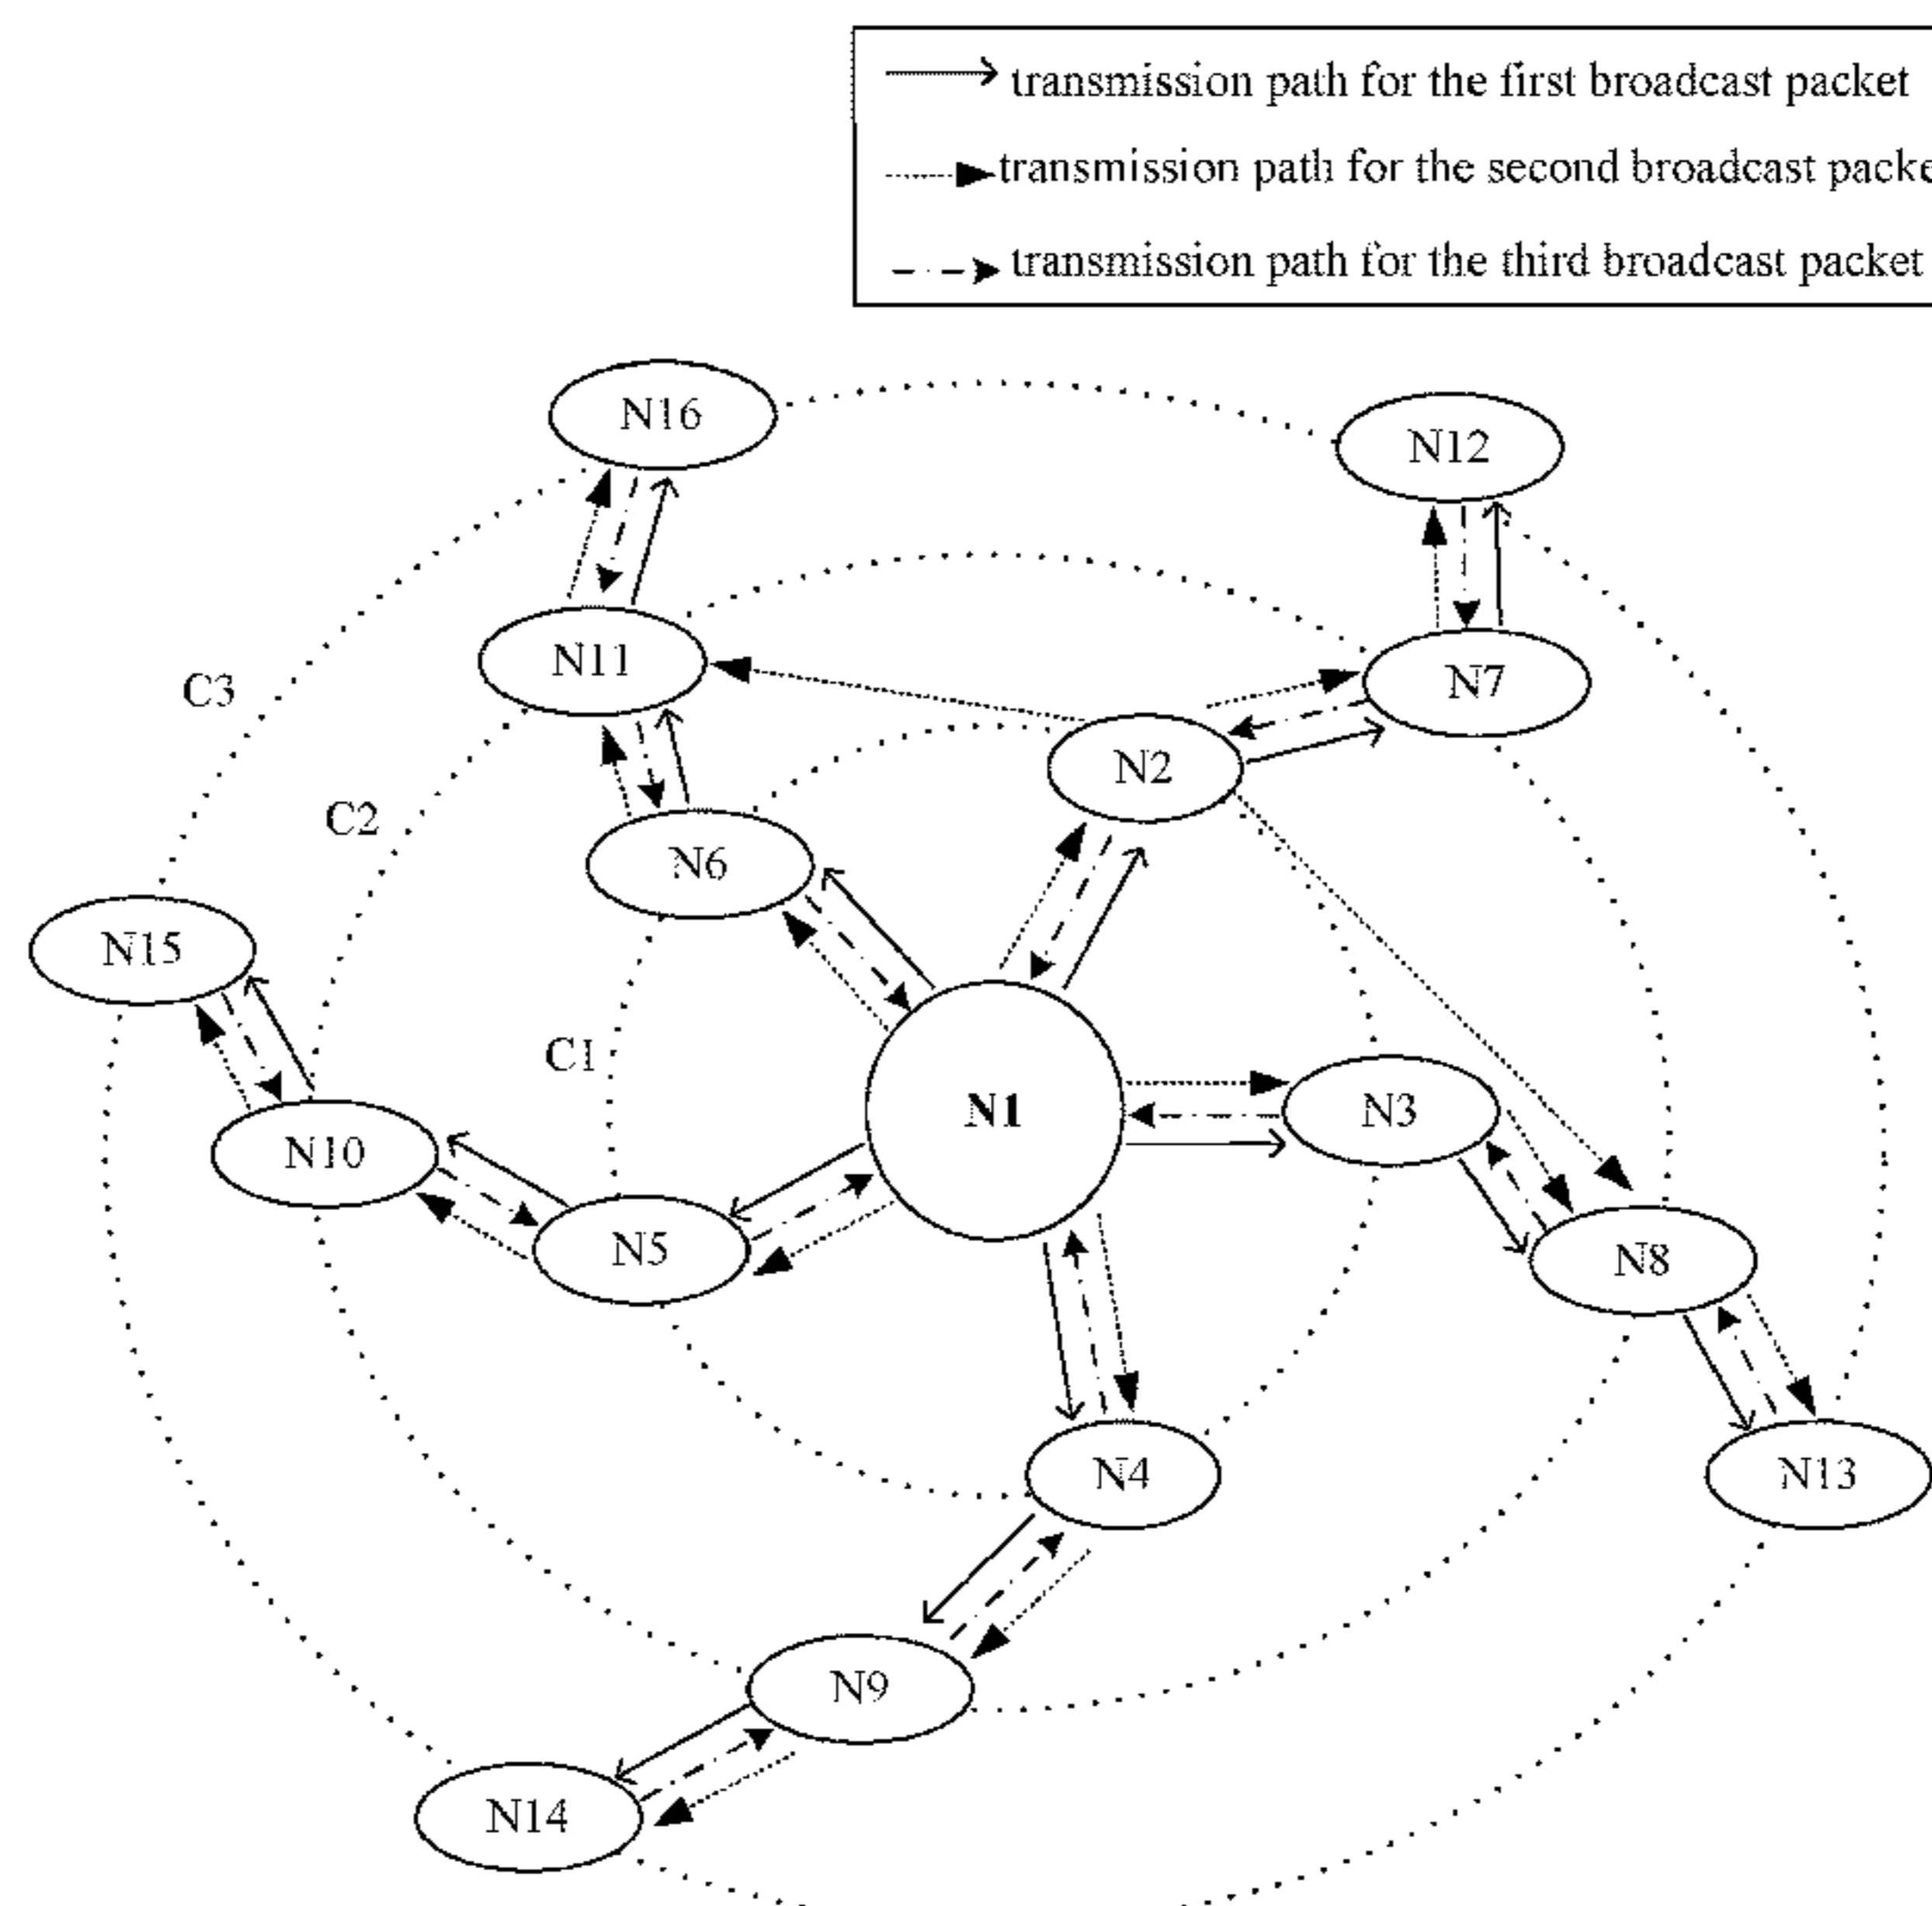 transmission path for the first broadcast packet
transmission path for the second broadcast packe
transmission path for the third broadcast packet
N16
N12
N11
N7
C3
N2
C2
N6
N15
C1
N1
N3
N10
N5
N8
N4
N13
N9
N14